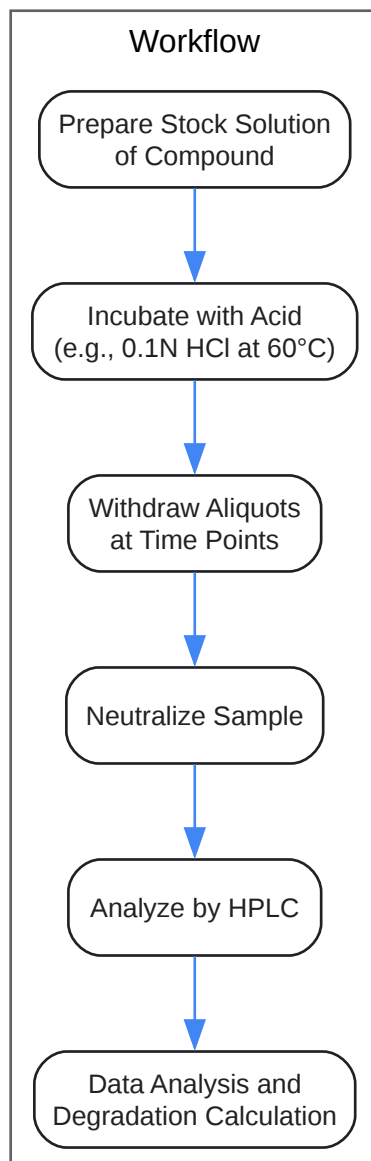 Workflow
Prepare Stock Solution
of Compound
Incubate with Acid
(e.g., 0.1N HCl at 60°C)
Withdraw Aliquots
at Time Points
Neutralize Sample
Analyze by HPLC
Data Analysis and
Degradation Calculation